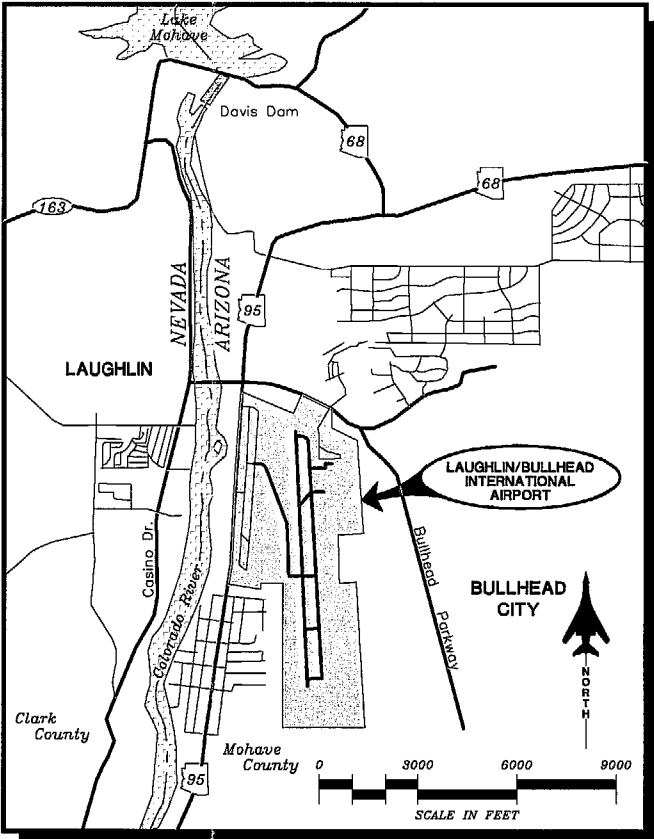 Lake
Mohave
Davis Dam
68
68
163
NEVADA
ARIZONA
95
LAUGHLIN
LAUGHLIN/BULLHEAD
INTERNATIONAL
AIRPORT
Casino Dr.
Colorado River
Bullhead Parkway
BULLHEAD
CITY
NORTH
Clark
County
Mohave
County
95
0 3000 6000 9000
SCALE IN FEET